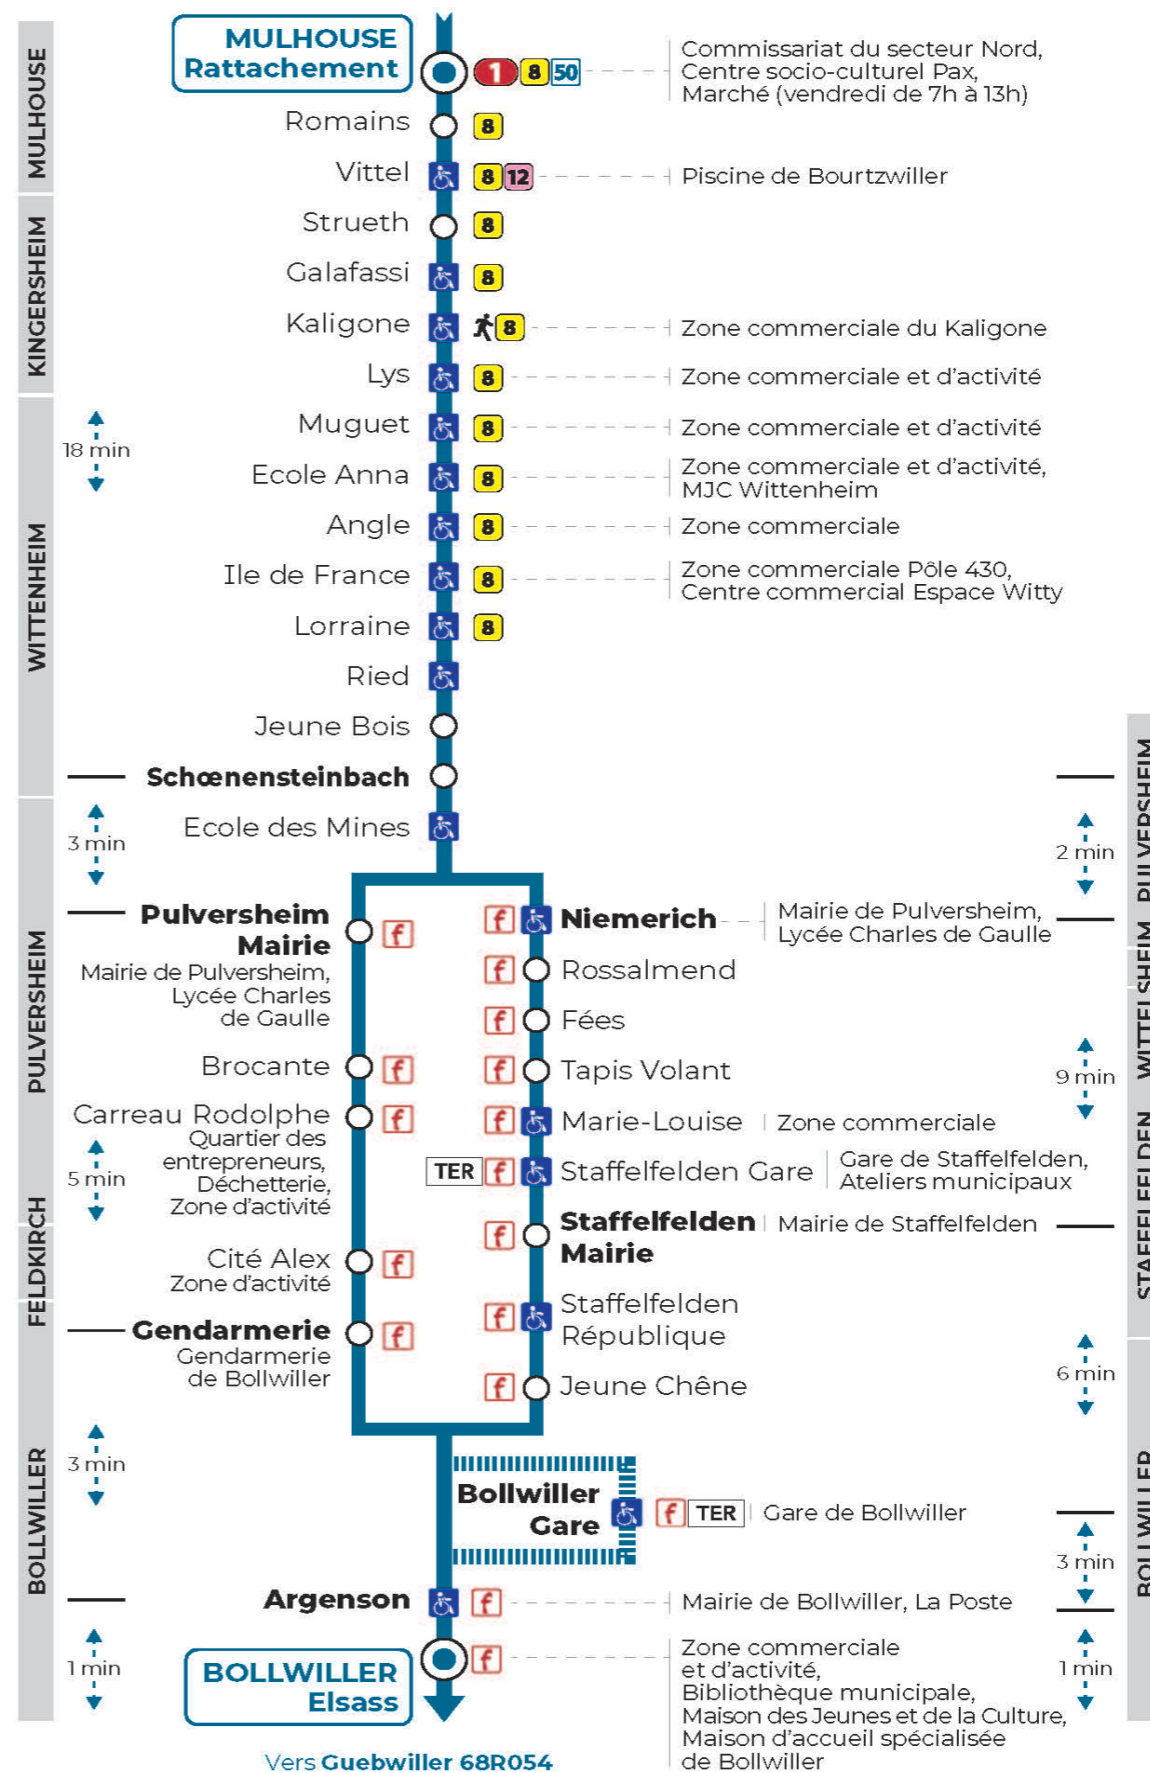 MULHOUSE
Rattachement
1 8 50
Commissariat du secteur Nord,
Centre socio-culturel Pax,
Marché (vendredi de 7h à 13h)
MULHOUSE
Romains
8
Vittel
8 12
Piscine de Bourtzwiller
KINGERSHEIM
Strueth
8
Galafassi
8
Kaligone
8
Zone commerciale du Kaligone
Lys
8
Zone commerciale et d'activité
WITTENHEIM
18 min
Muguet
8
Zone commerciale et d'activité
Ecole Anna
8
Zone commerciale et d'activité,
MJC Wittenheim
Angle
8
Zone commerciale
Ile de France
8
Zone commerciale Pôle 430,
Centre commercial Espace Witty
Lorraine
8
Ried
Jeune Bois
Schœnensteinbach
PULVERSHEIM
3 min
Ecole des Mines
Pulversheim
Mairie
f
Mairie de Pulversheim,
Lycée Charles
de Gaulle
Brocante
f
Carreau Rodolphe
f
Quartier des
entrepreneurs,
Déchetterie,
Zone d'activité
5 min
FELDKIRCH
Cité Alex
f
Zone d'activité
Gendarmerie
f
Gendarmerie
de Bollwiller
BOLLWILLER
3 min
PULVERSHEIM
2 min
f
Niemerich
Mairie de Pulversheim,
Lycée Charles de Gaulle
WITTELSHEIM
f
Rossalmend
f
Fées
f
Tapis Volant
9 min
f
Marie-Louise
Zone commerciale
STAFFELFELDEN
TER f
Staffelfelden Gare
Gare de Staffelfelden,
Ateliers municipaux
f
Staffelfelden
Mairie
Mairie de Staffelfelden
f
Staffelfelden
République
f
Jeune Chêne
6 min
BOLLWILLER
Bollwiller
Gare
f TER
Gare de Bollwiller
3 min
Argenson
f
Mairie de Bollwiller, La Poste
1 min
BOLLWILLER
Elsass
f
Zone commerciale
et d'activité,
Bibliothèque municipale,
Maison des Jeunes et de la Culture,
Maison d'accueil spécialisée
de Bollwiller
1 min
Vers Guebwiller 68R054